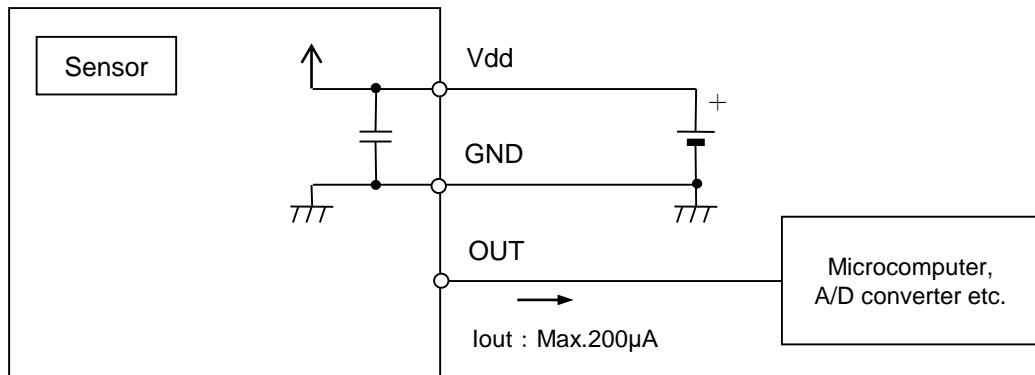 Sensor
Vdd
+
GND
OUT
Microcomputer,
A/D converter etc.
Iout : Max.200µA